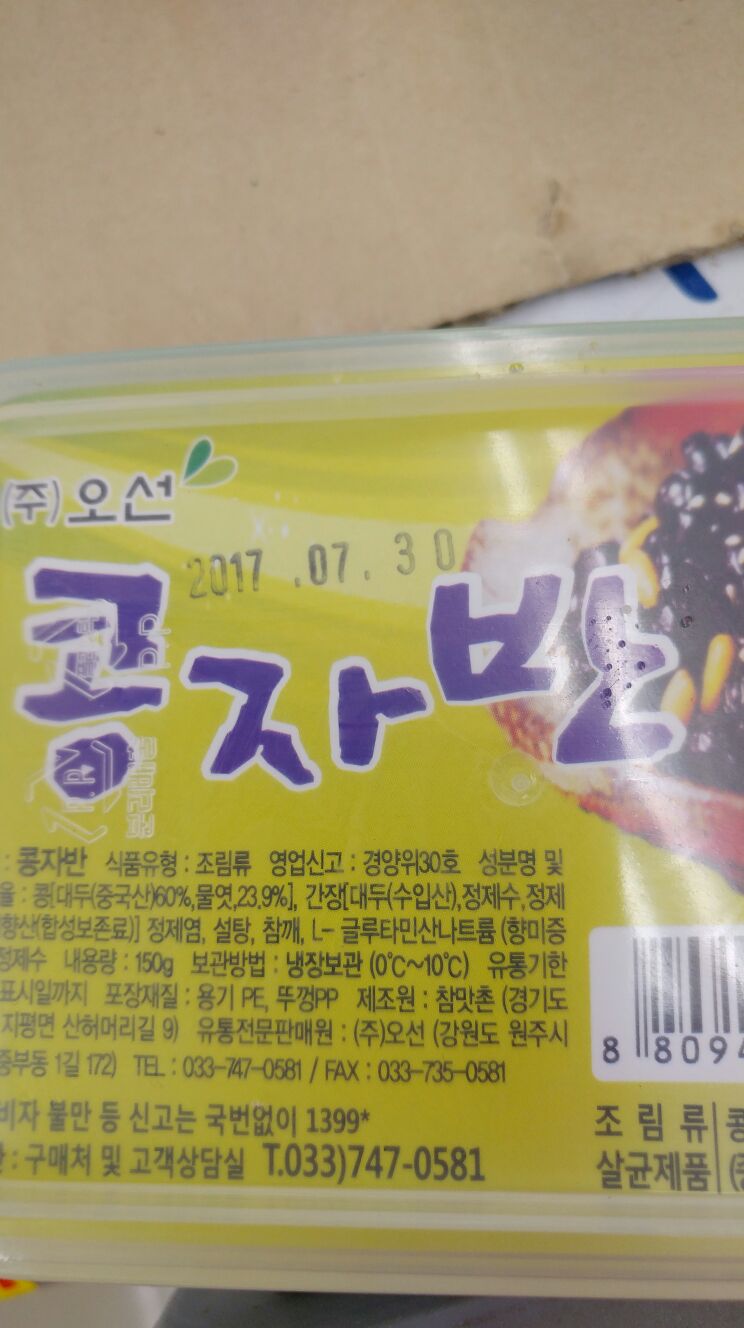 (주)오선
2017.07.30
콩자반
: 콩자반 식품유형 : 조림류 영업신고 : 경양위30호 성분명 및
율 : 콩[대두(중국산)60%,물엿,23.9%], 간장[대두(수입산),정제수,정제
향산(합성보존료)] 정제염, 설탕, 참깨, L- 글루타민산나트륨 (향미증
정제수 내용량 : 150g 보관방법 : 냉장보관 (0℃~10℃) 유통기한
표시일까지 포장재질 : 용기 PE, 뚜껑PP 제조원 : 참맛촌 (경기도
지평면 산허머리길 9) 유통전문판매원 : (주)오선 (강원도 원주시
중부동 1길 172) TEL : 033-747-0581 / FAX : 033-735-0581
비자 불만 등 신고는 국번없이 1399*
: 구매처 및 고객상담실 T.033)747-0581
8 8094
조림류 콩
살균제품